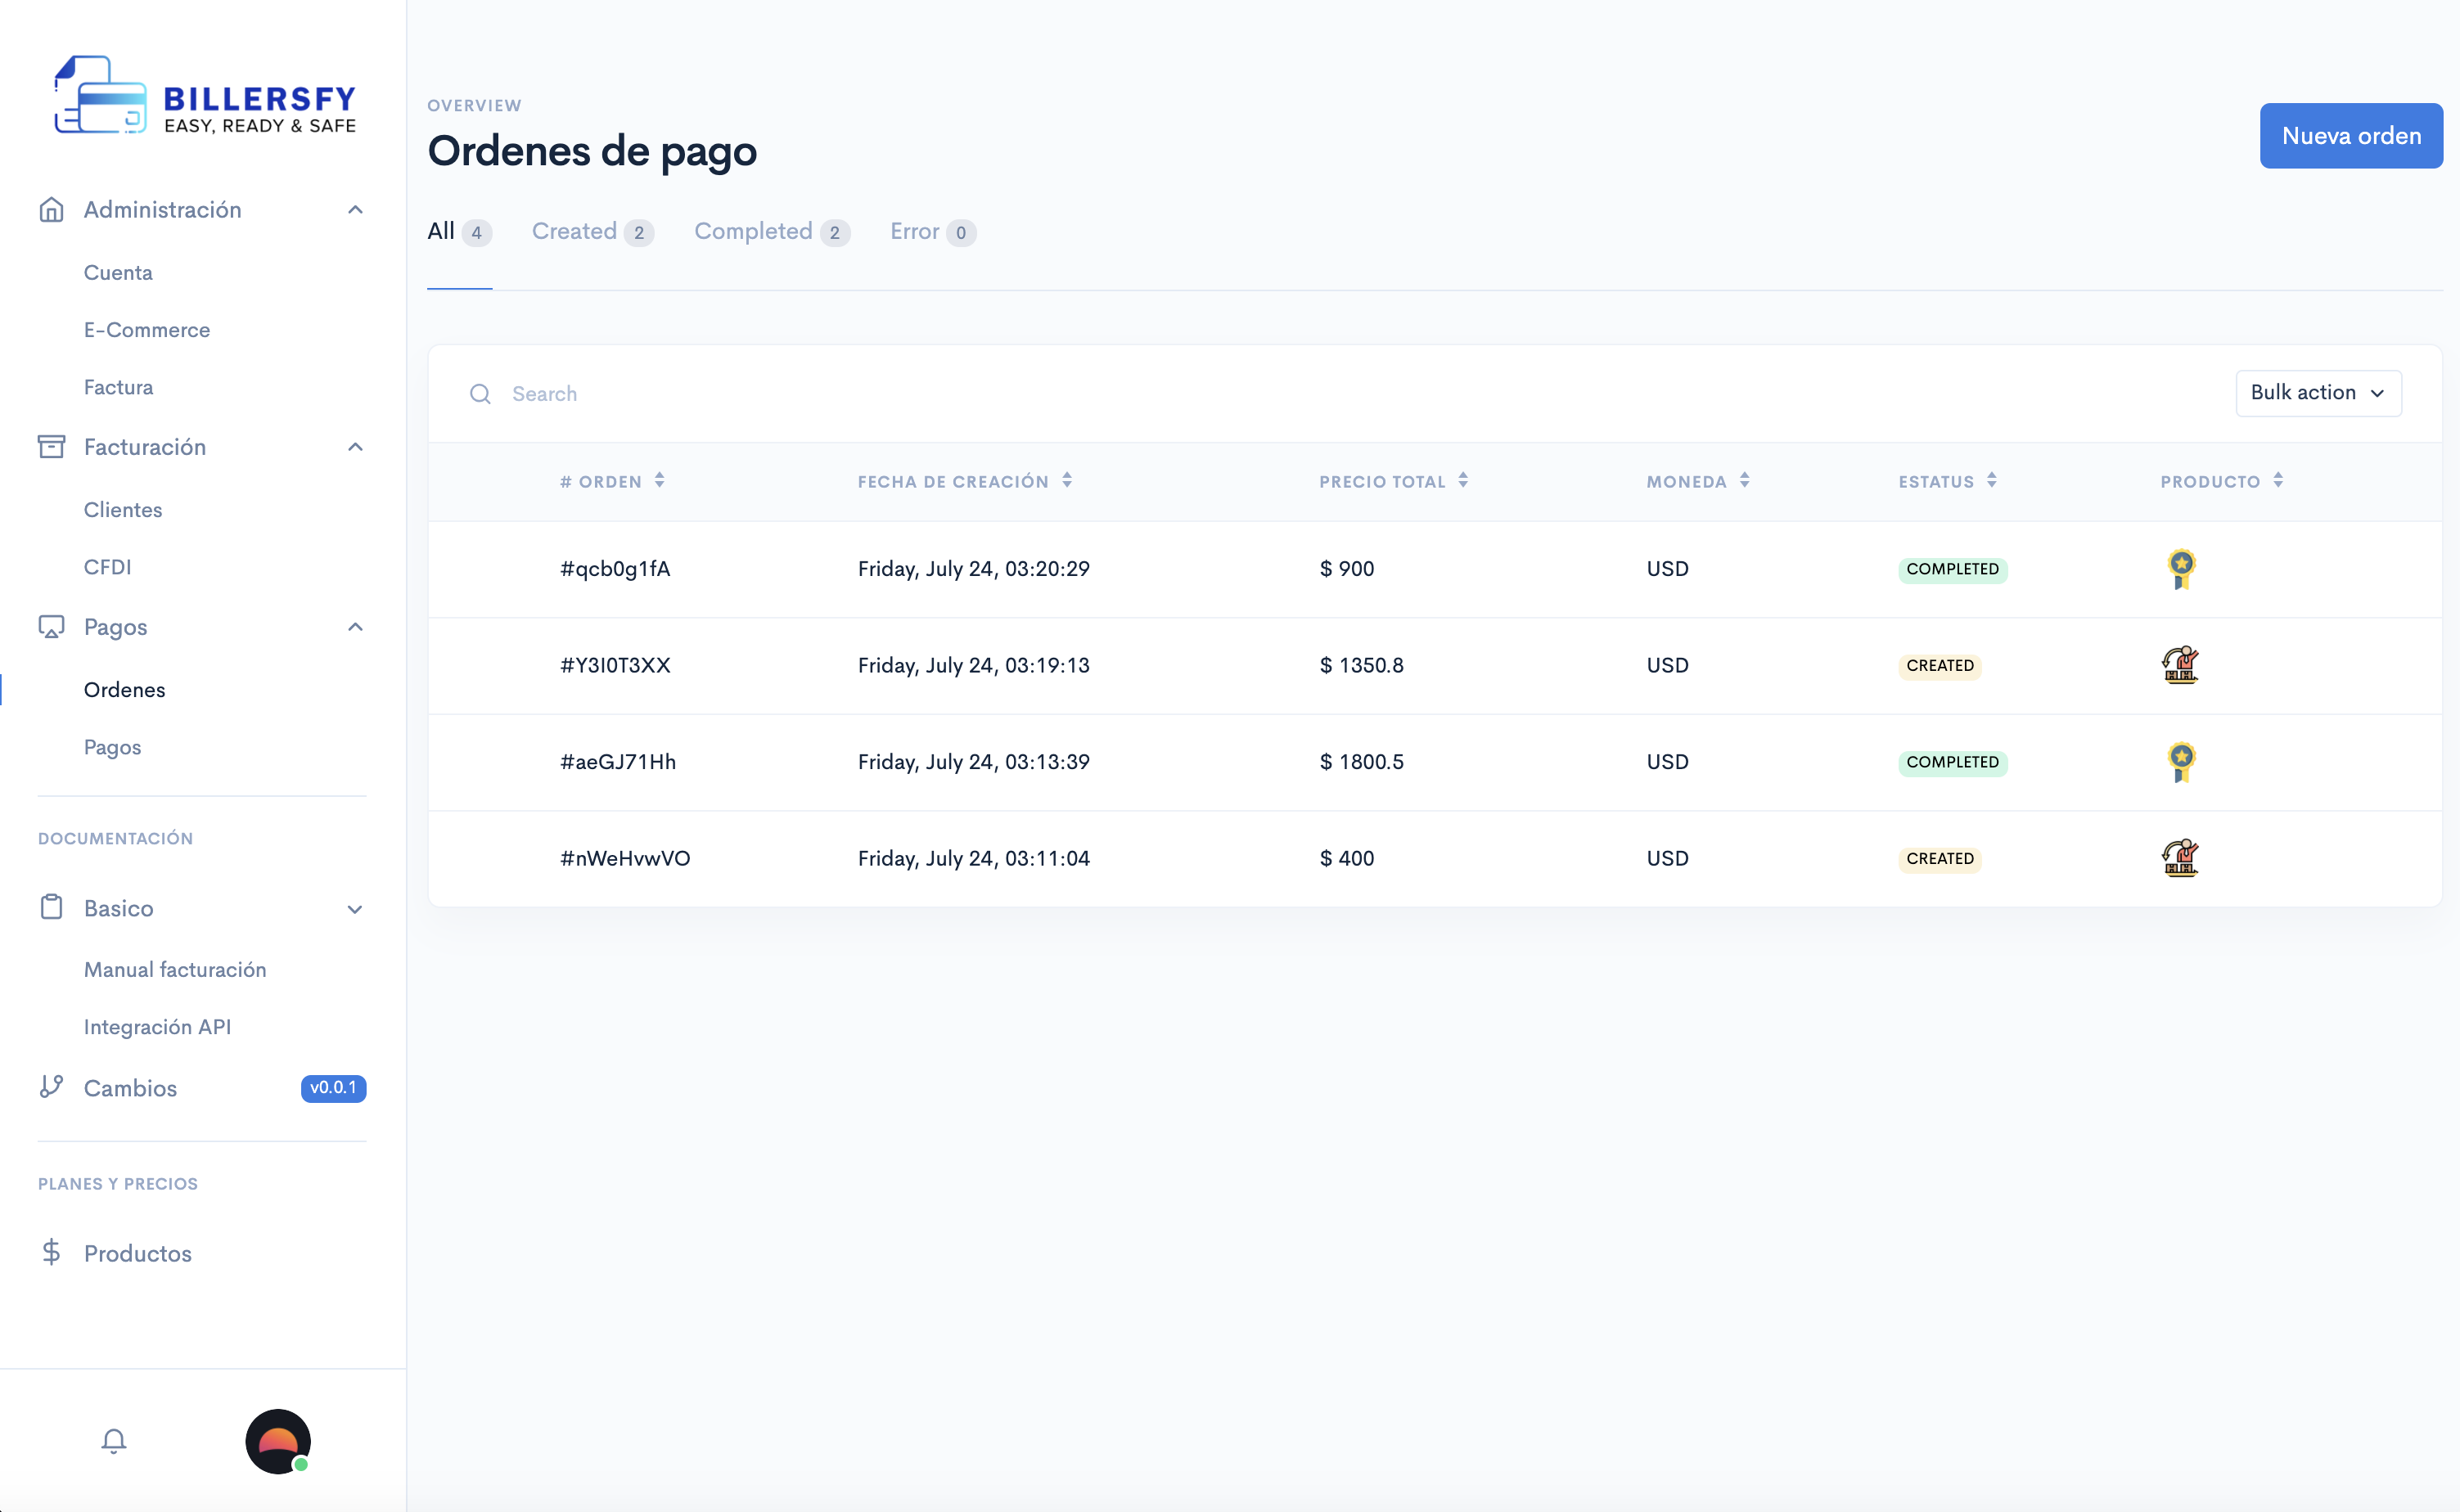 BILLERSFY
EASY, READY & SAFE
Administración
Cuenta
E-Commerce
Factura
Facturación
Clientes
CFDI
Pagos
Ordenes
Pagos
DOCUMENTACIÓN
Basico
Manual facturación
Integración API
Cambios v0.0.1
PLANES Y PRECIOS
Productos
OVERVIEW
Ordenes de pago
Nueva orden
All 4 Created 2 Completed 2 Error 0
Search Bulk action
# ORDEN FECHA DE CREACIÓN PRECIO TOTAL MONEDA ESTATUS PRODUCTO
#qcb0g1fA Friday, July 24, 03:20:29 $ 900 USD COMPLETED
#Y3I0T3XX Friday, July 24, 03:19:13 $ 1350.8 USD CREATED
#aeGJ71Hh Friday, July 24, 03:13:39 $ 1800.5 USD COMPLETED
#nWeHvwVO Friday, July 24, 03:11:04 $ 400 USD CREATED